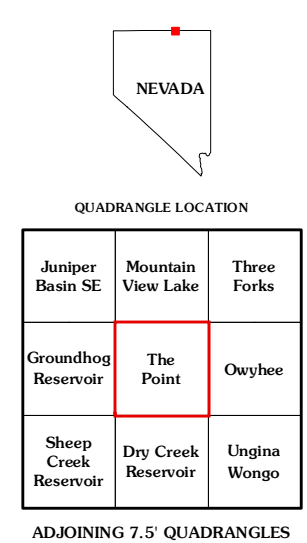 NEVADA
QUADRANGLE LOCATION
Juniper
Basin SE
Mountain
View Lake
Three
Forks
Groundhog
Reservoir
The
Point
Owyhee
Sheep
Creek
Reservoir
Dry Creek
Reservoir
Ungina
Wongo
ADJOINING 7.5' QUADRANGLES